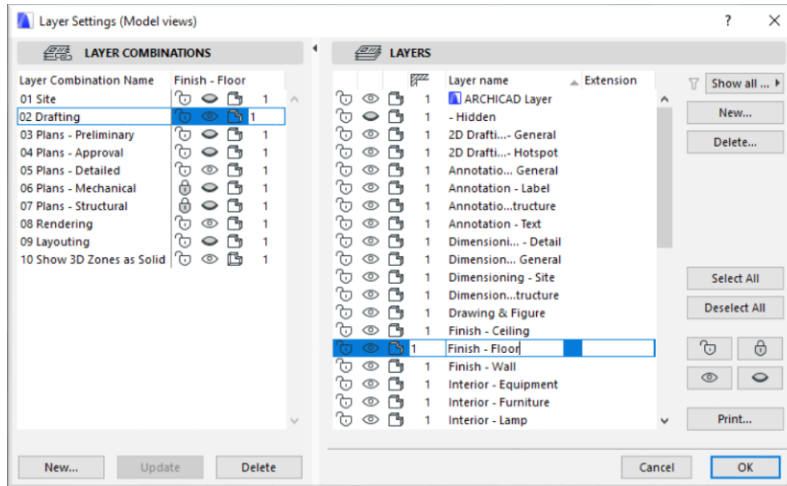 Layer Settings (Model views)
?
LAYER COMBINATIONS
LAYERS
Layer Combination Name Finish - Floor
01 Site 1
02 Drafting 1
03 Plans - Preliminary 1
04 Plans - Approval 1
05 Plans - Detailed 1
06 Plans - Mechanical 1
07 Plans - Structural 1
08 Rendering 1
09 Layouting 1
10 Show 3D Zones as Solid 1
New...
Update
Delete
Layer name Extension
1 ARCHICAD Layer
1 - Hidden
1 2D Drafti...- General
1 2D Drafti...- Hotspot
1 Annotatio... General
1 Annotation - Label
1 Annotatio...tructure
1 Annotation - Text
1 Dimensioni... - Detail
1 Dimension... General
1 Dimensioning - Site
1 Dimension...tructure
1 Drawing & Figure
1 Finish - Ceiling
1 Finish - Floor
1 Finish - Wall
1 Interior - Equipment
1 Interior - Furniture
1 Interior - Lamp
Show all ...
New...
Delete...
Select All
Deselect All
Print...
Cancel
OK